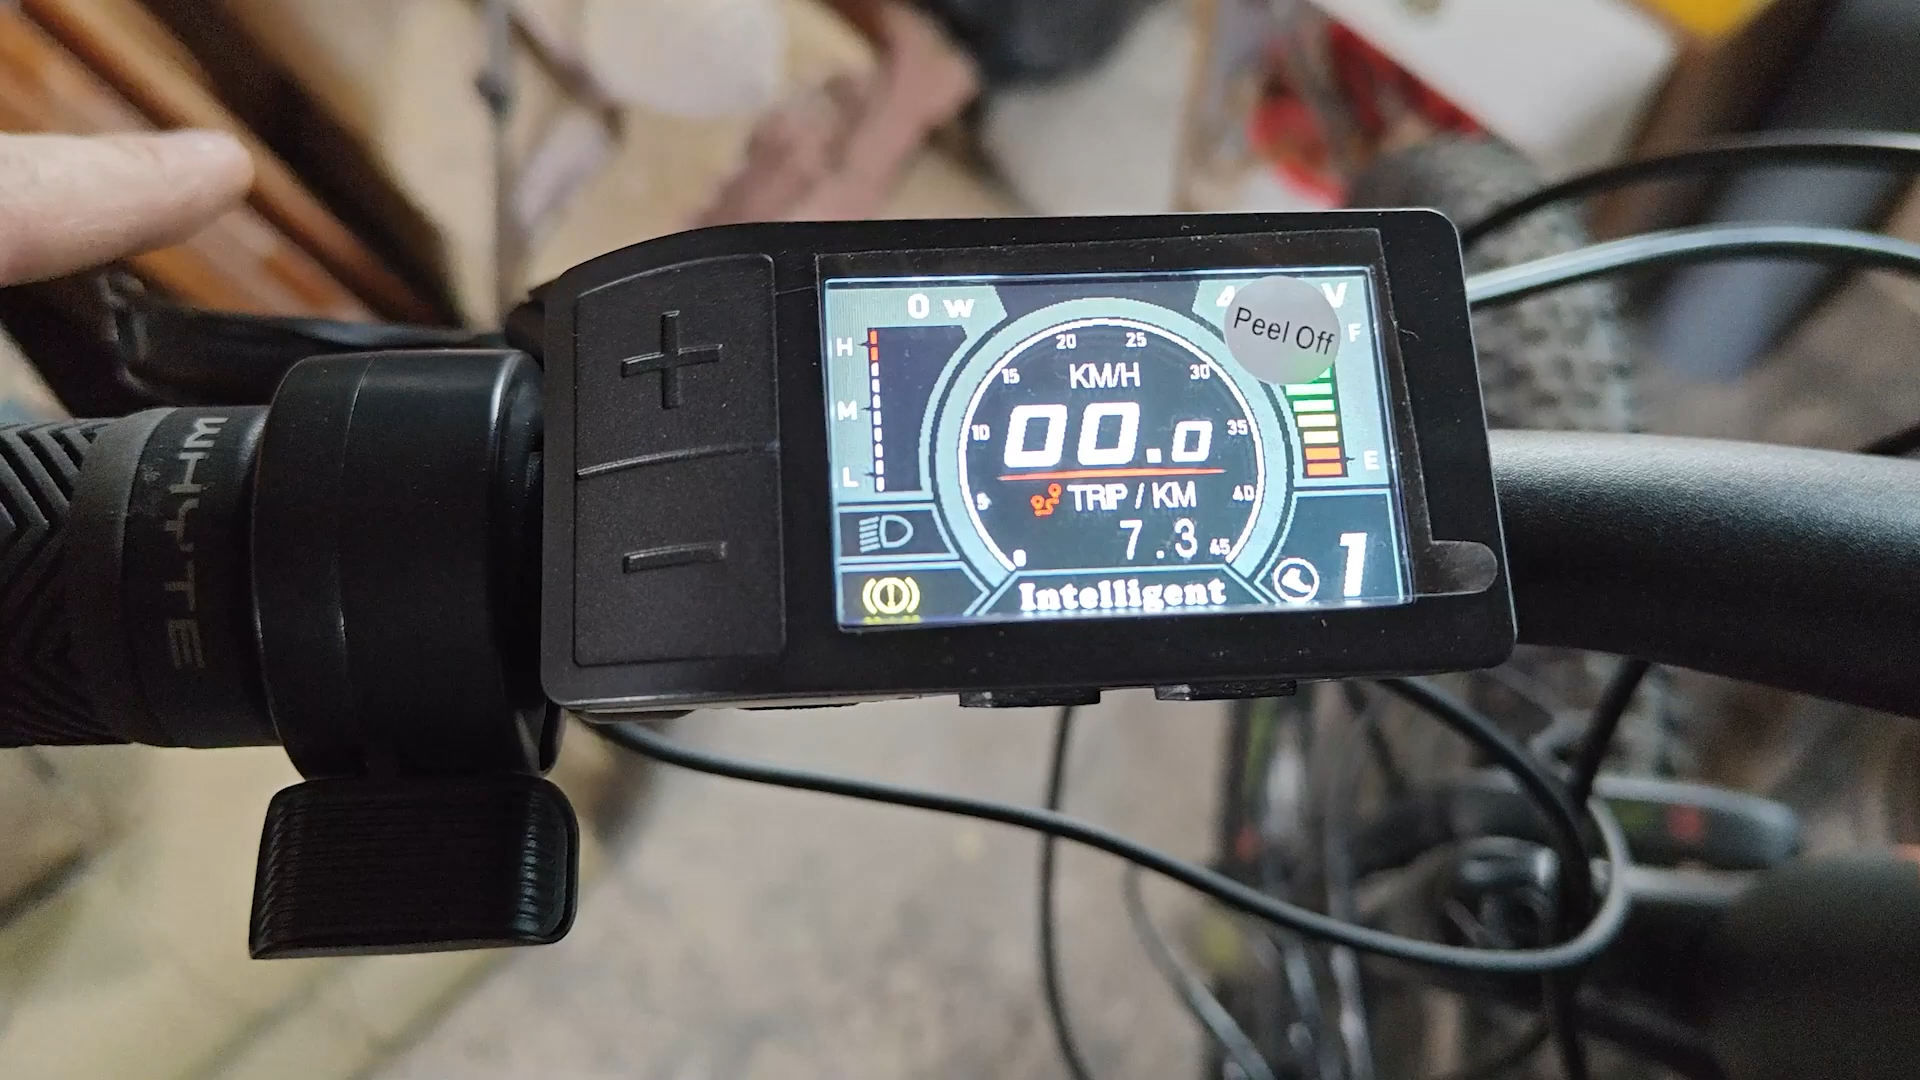 WHYTE
0 W
4 V
Peel Off
H
M
L
F
E
0
5
10
15
20
25
30
35
40
45
KM/H
00.0
TRIP / KM
7.3
Intelligent
1